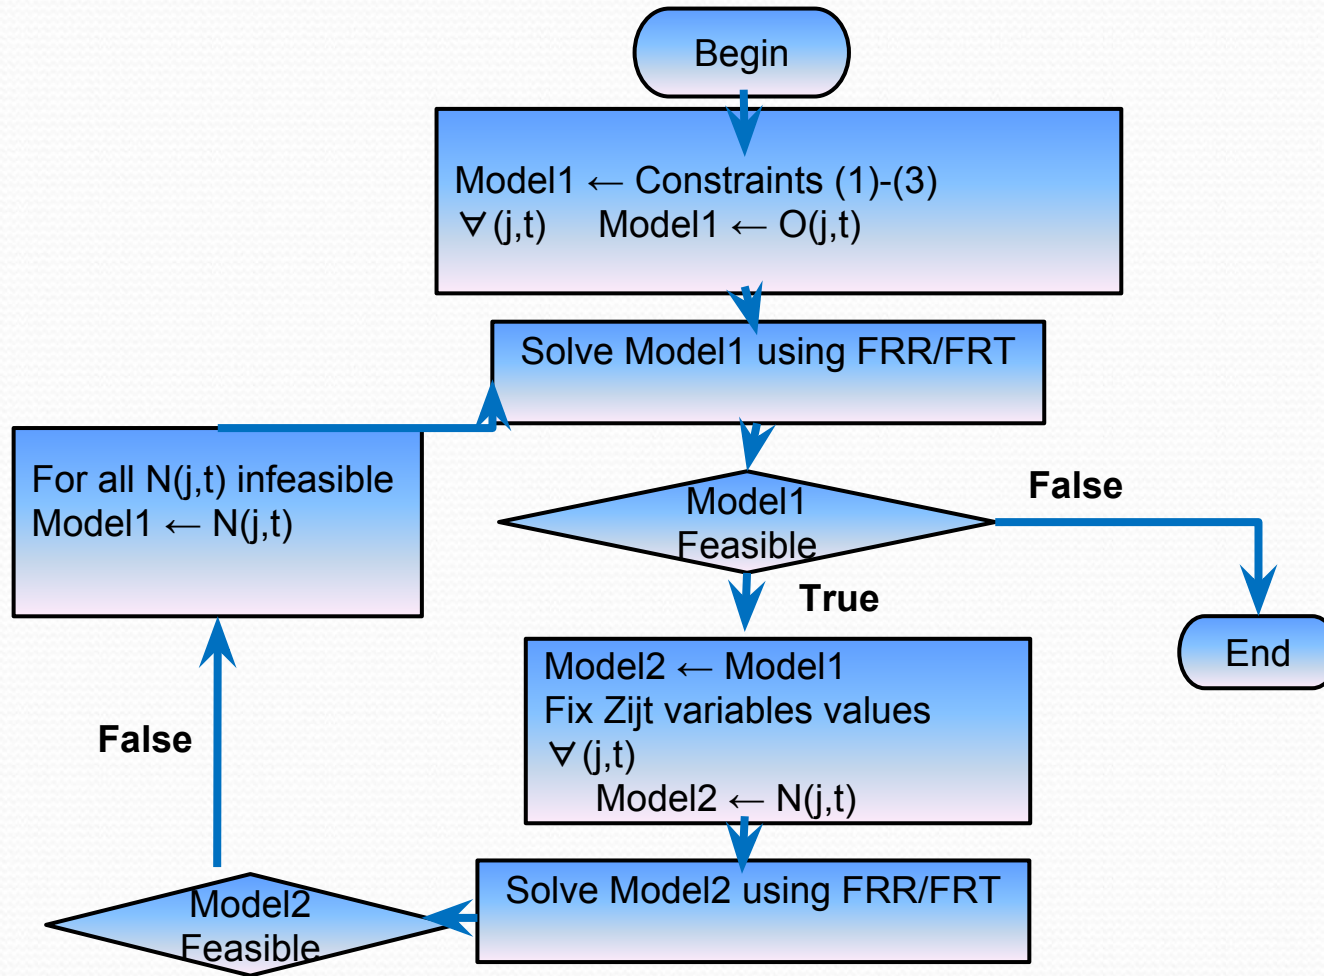 Begin
Model1 ← Constraints (1)-(3)
∀(j,t) Model1 ← O(j,t)
Solve Model1 using FRR/FRT
For all N(j,t) infeasible
Model1 ← N(j,t)
Model1
Feasible
False
True
End
Model2 ← Model1
Fix Zijt variables values
∀(j,t)
Model2 ← N(j,t)
False
Solve Model2 using FRR/FRT
Model2
Feasible